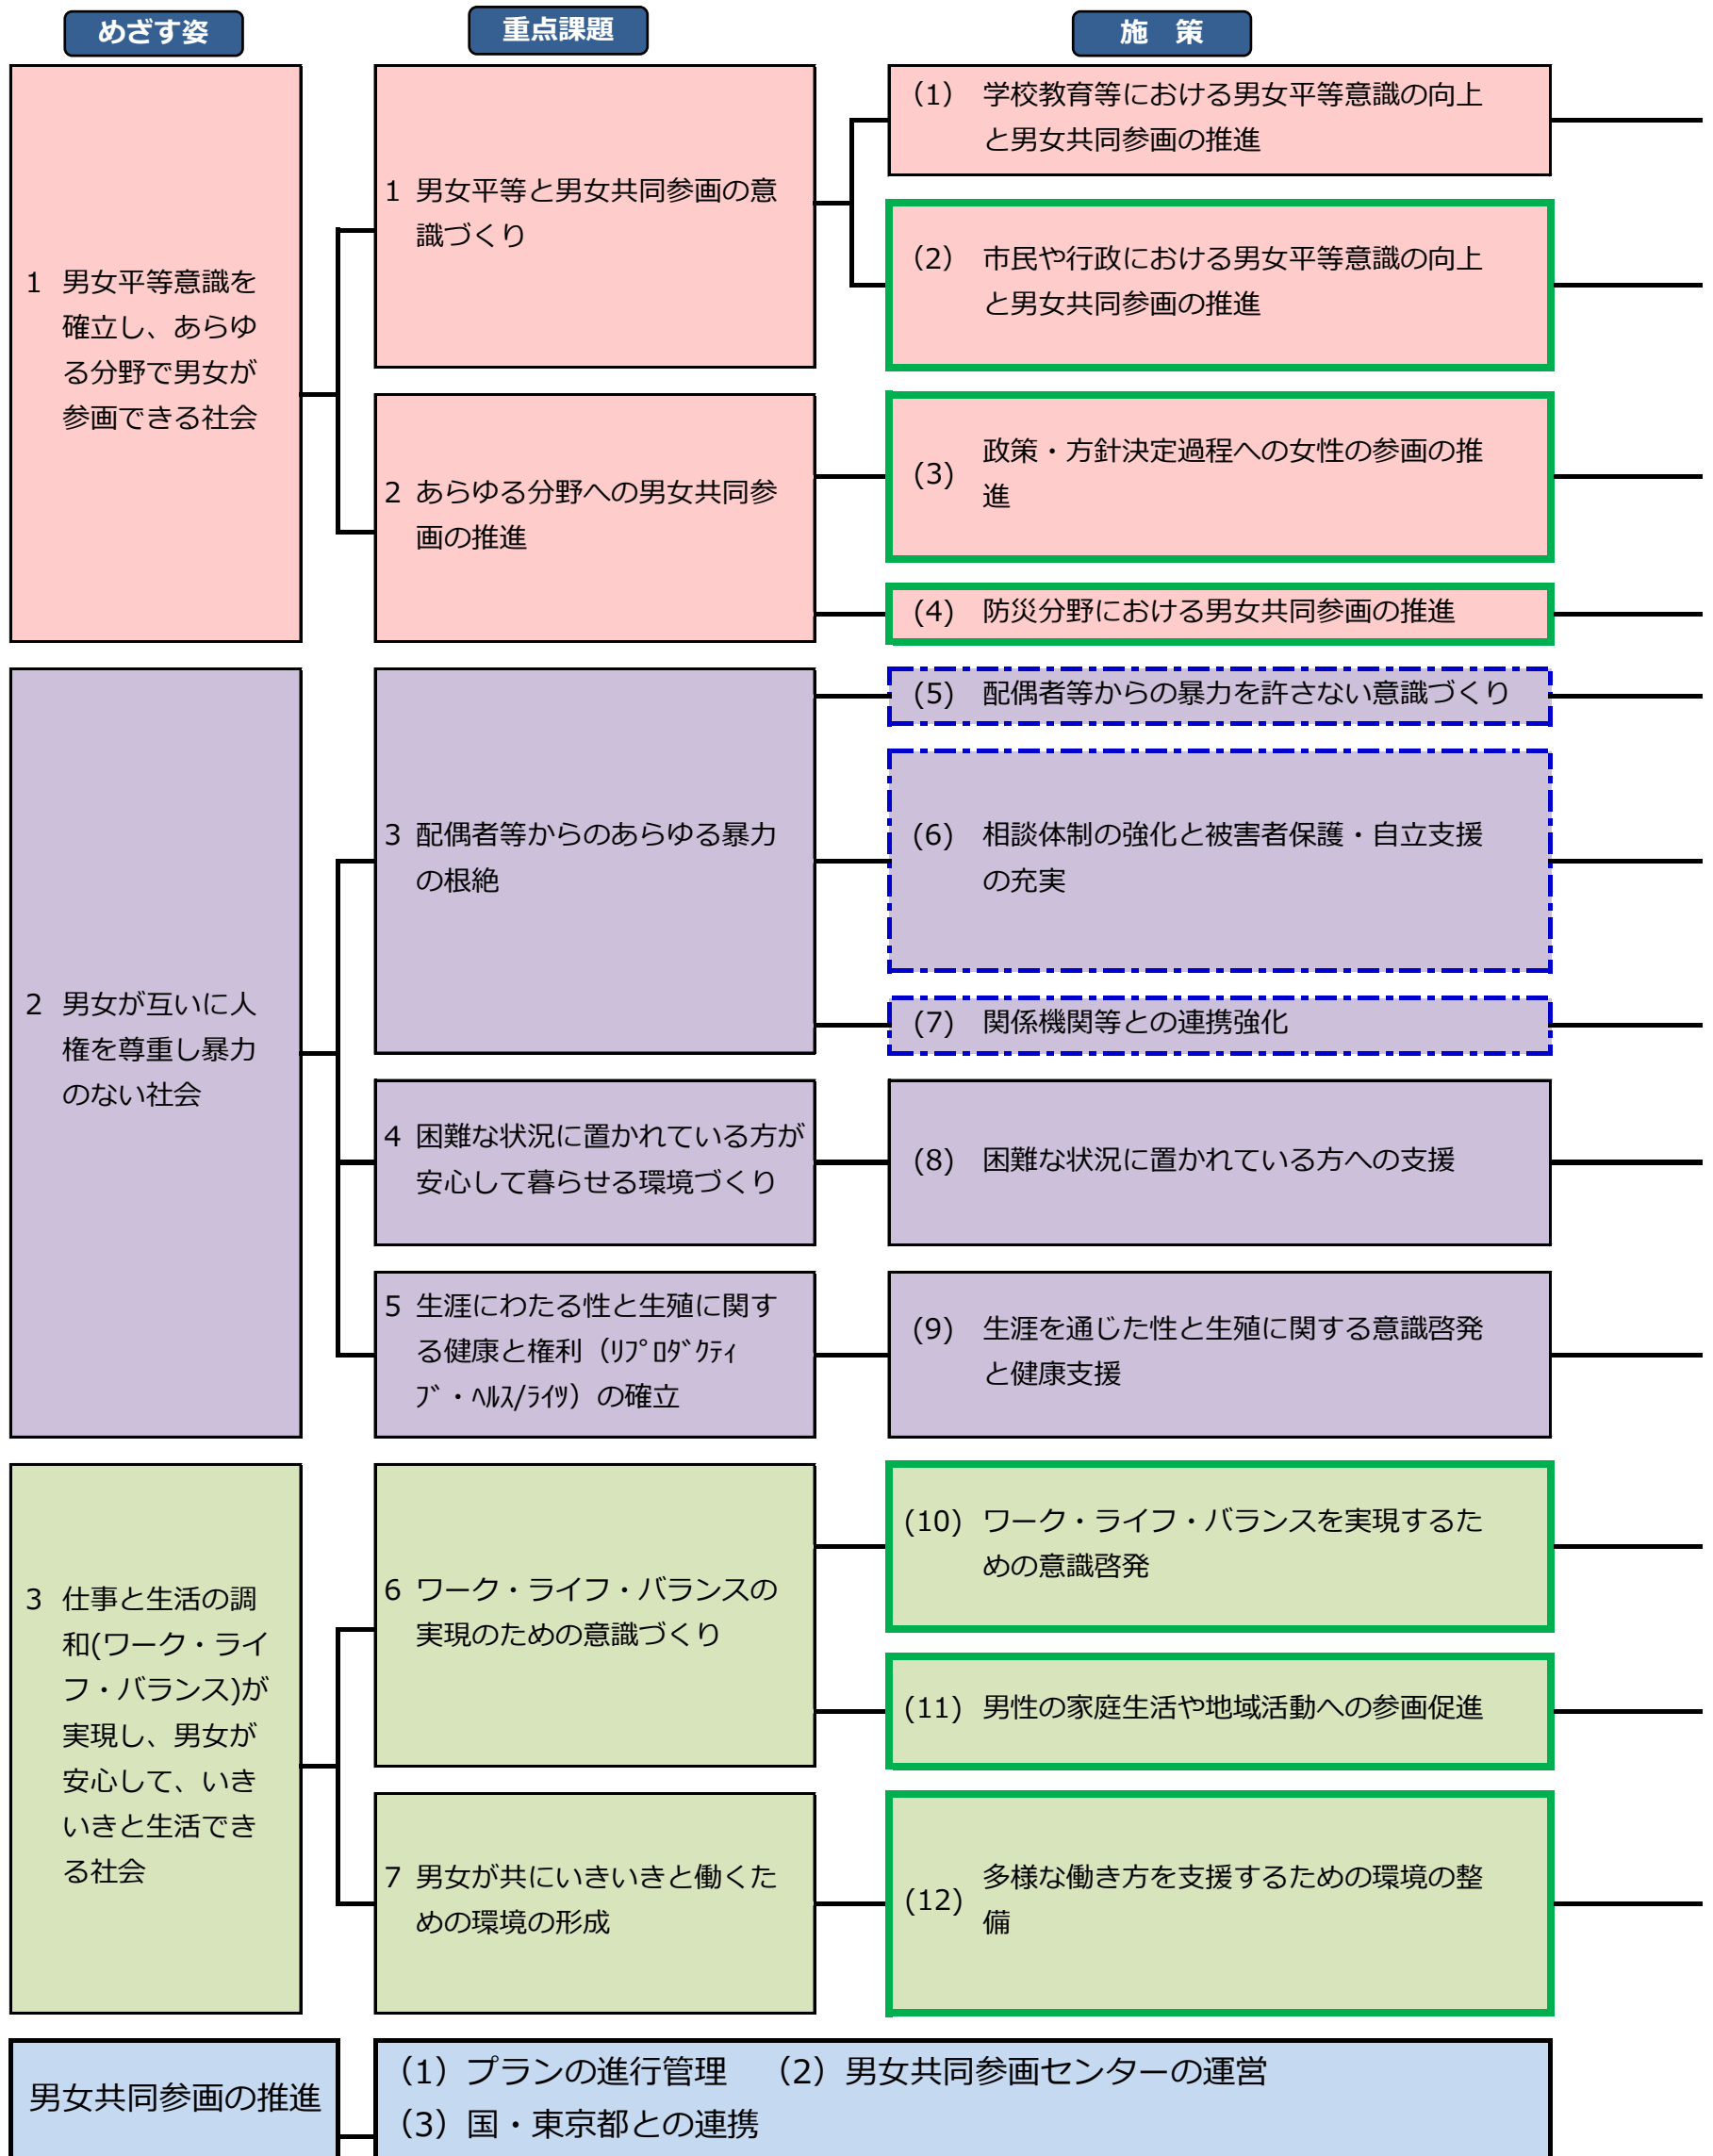 めざす姿
重点課題
施　策
1 男女平等意識を
確立し、あらゆ
る分野で男女が
参画できる社会
1 男女平等と男女共同参画の意
識づくり
（1） 学校教育等における男女平等意識の向上
と男女共同参画の推進
（2） 市民や行政における男女平等意識の向上
と男女共同参画の推進
2 あらゆる分野への男女共同参
画の推進
(3) 政策・方針決定過程への女性の参画の推
進
(4) 防災分野における男女共同参画の推進
2 男女が互いに人
権を尊重し暴力
のない社会
3 配偶者等からのあらゆる暴力
の根絶
(5) 配偶者等からの暴力を許さない意識づくり
(6) 相談体制の強化と被害者保護・自立支援
の充実
(7) 関係機関等との連携強化
4 困難な状況に置かれている方が
安心して暮らせる環境づくり
(8) 困難な状況に置かれている方への支援
5 生涯にわたる性と生殖に関す
る健康と権利（ﾘﾌﾟﾛﾀﾞｸﾃｨ
ﾌﾞ・ﾍﾙｽ/ﾗｲﾂ）の確立
(9) 生涯を通じた性と生殖に関する意識啓発
と健康支援
3 仕事と生活の調
和(ワーク・ライ
フ・バランス)が
実現し、男女が
安心して、いき
いきと生活でき
る社会
6 ワーク・ライフ・バランスの
実現のための意識づくり
(10) ワーク・ライフ・バランスを実現するた
めの意識啓発
(11) 男性の家庭生活や地域活動への参画促進
7 男女が共にいきいきと働くた
めの環境の形成
(12) 多様な働き方を支援するための環境の整
備
男女共同参画の推進
（1）プランの進行管理　（2）男女共同参画センターの運営
（3）国・東京都との連携